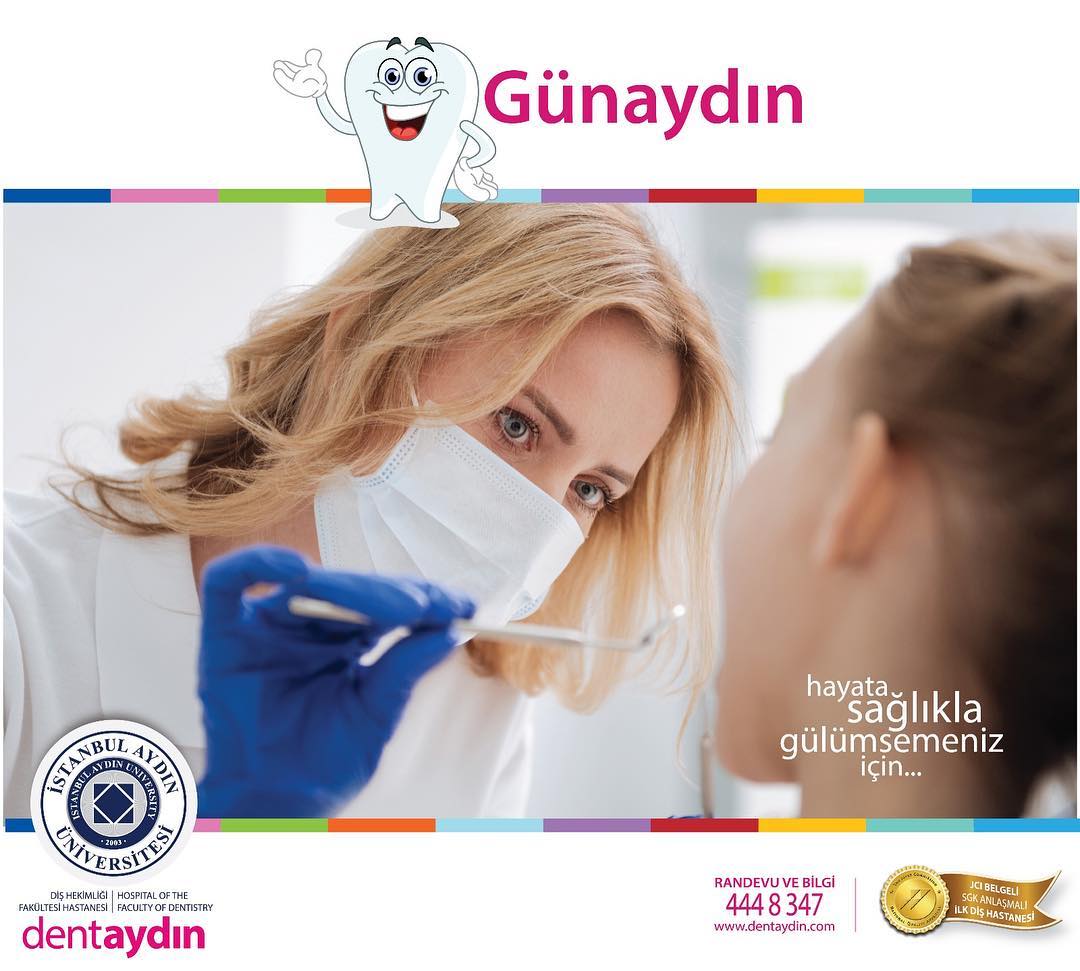 Günaydın
hayata
sağlıkla
gülümsemeniz
için...
İSTANBUL AYDIN
ISTANBUL AYDIN UNIVERSITY
· 2003 ·
ÜNİVERSİTESİ
DİŞ HEKİMLİĞİ | HOSPITAL OF THE
FAKÜLTESİ HASTANESİ | FACULTY OF DENTISTRY
dentaydın
RANDEVU VE BİLGİ
444 8 347
www.dentaydin.com
JCI BELGELİ
SGK ANLAŞMALI
İLK DİŞ HASTANESİ